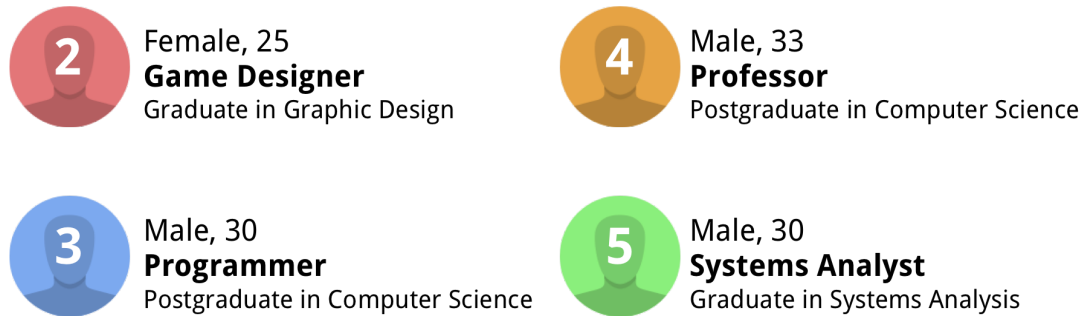 2
Female, 25
Game Designer
Graduate in Graphic Design
4
Male, 33
Professor
Postgraduate in Computer Science
3
Male, 30
Programmer
Postgraduate in Computer Science
5
Male, 30
Systems Analyst
Graduate in Systems Analysis